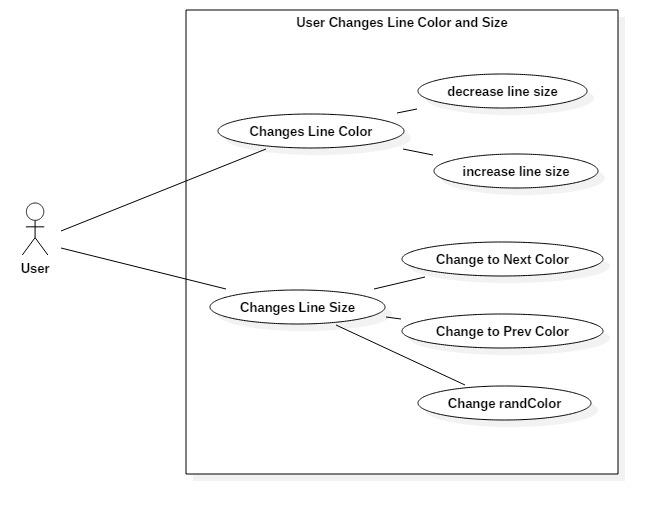 User Changes Line Color and Size
decrease line size
Changes Line Color
increase line size
User
Change to Next Color
Changes Line Size
Change to Prev Color
Change randColor